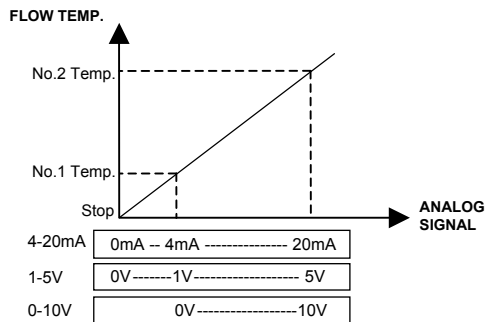 FLOW TEMP.
No.2 Temp.
No.1 Temp.
Stop
ANALOG
SIGNAL
4-20mA 0mA -- 4mA --------------- 20mA
1-5V 0V-------1V------------------- 5V
0-10V 0V------------------10V